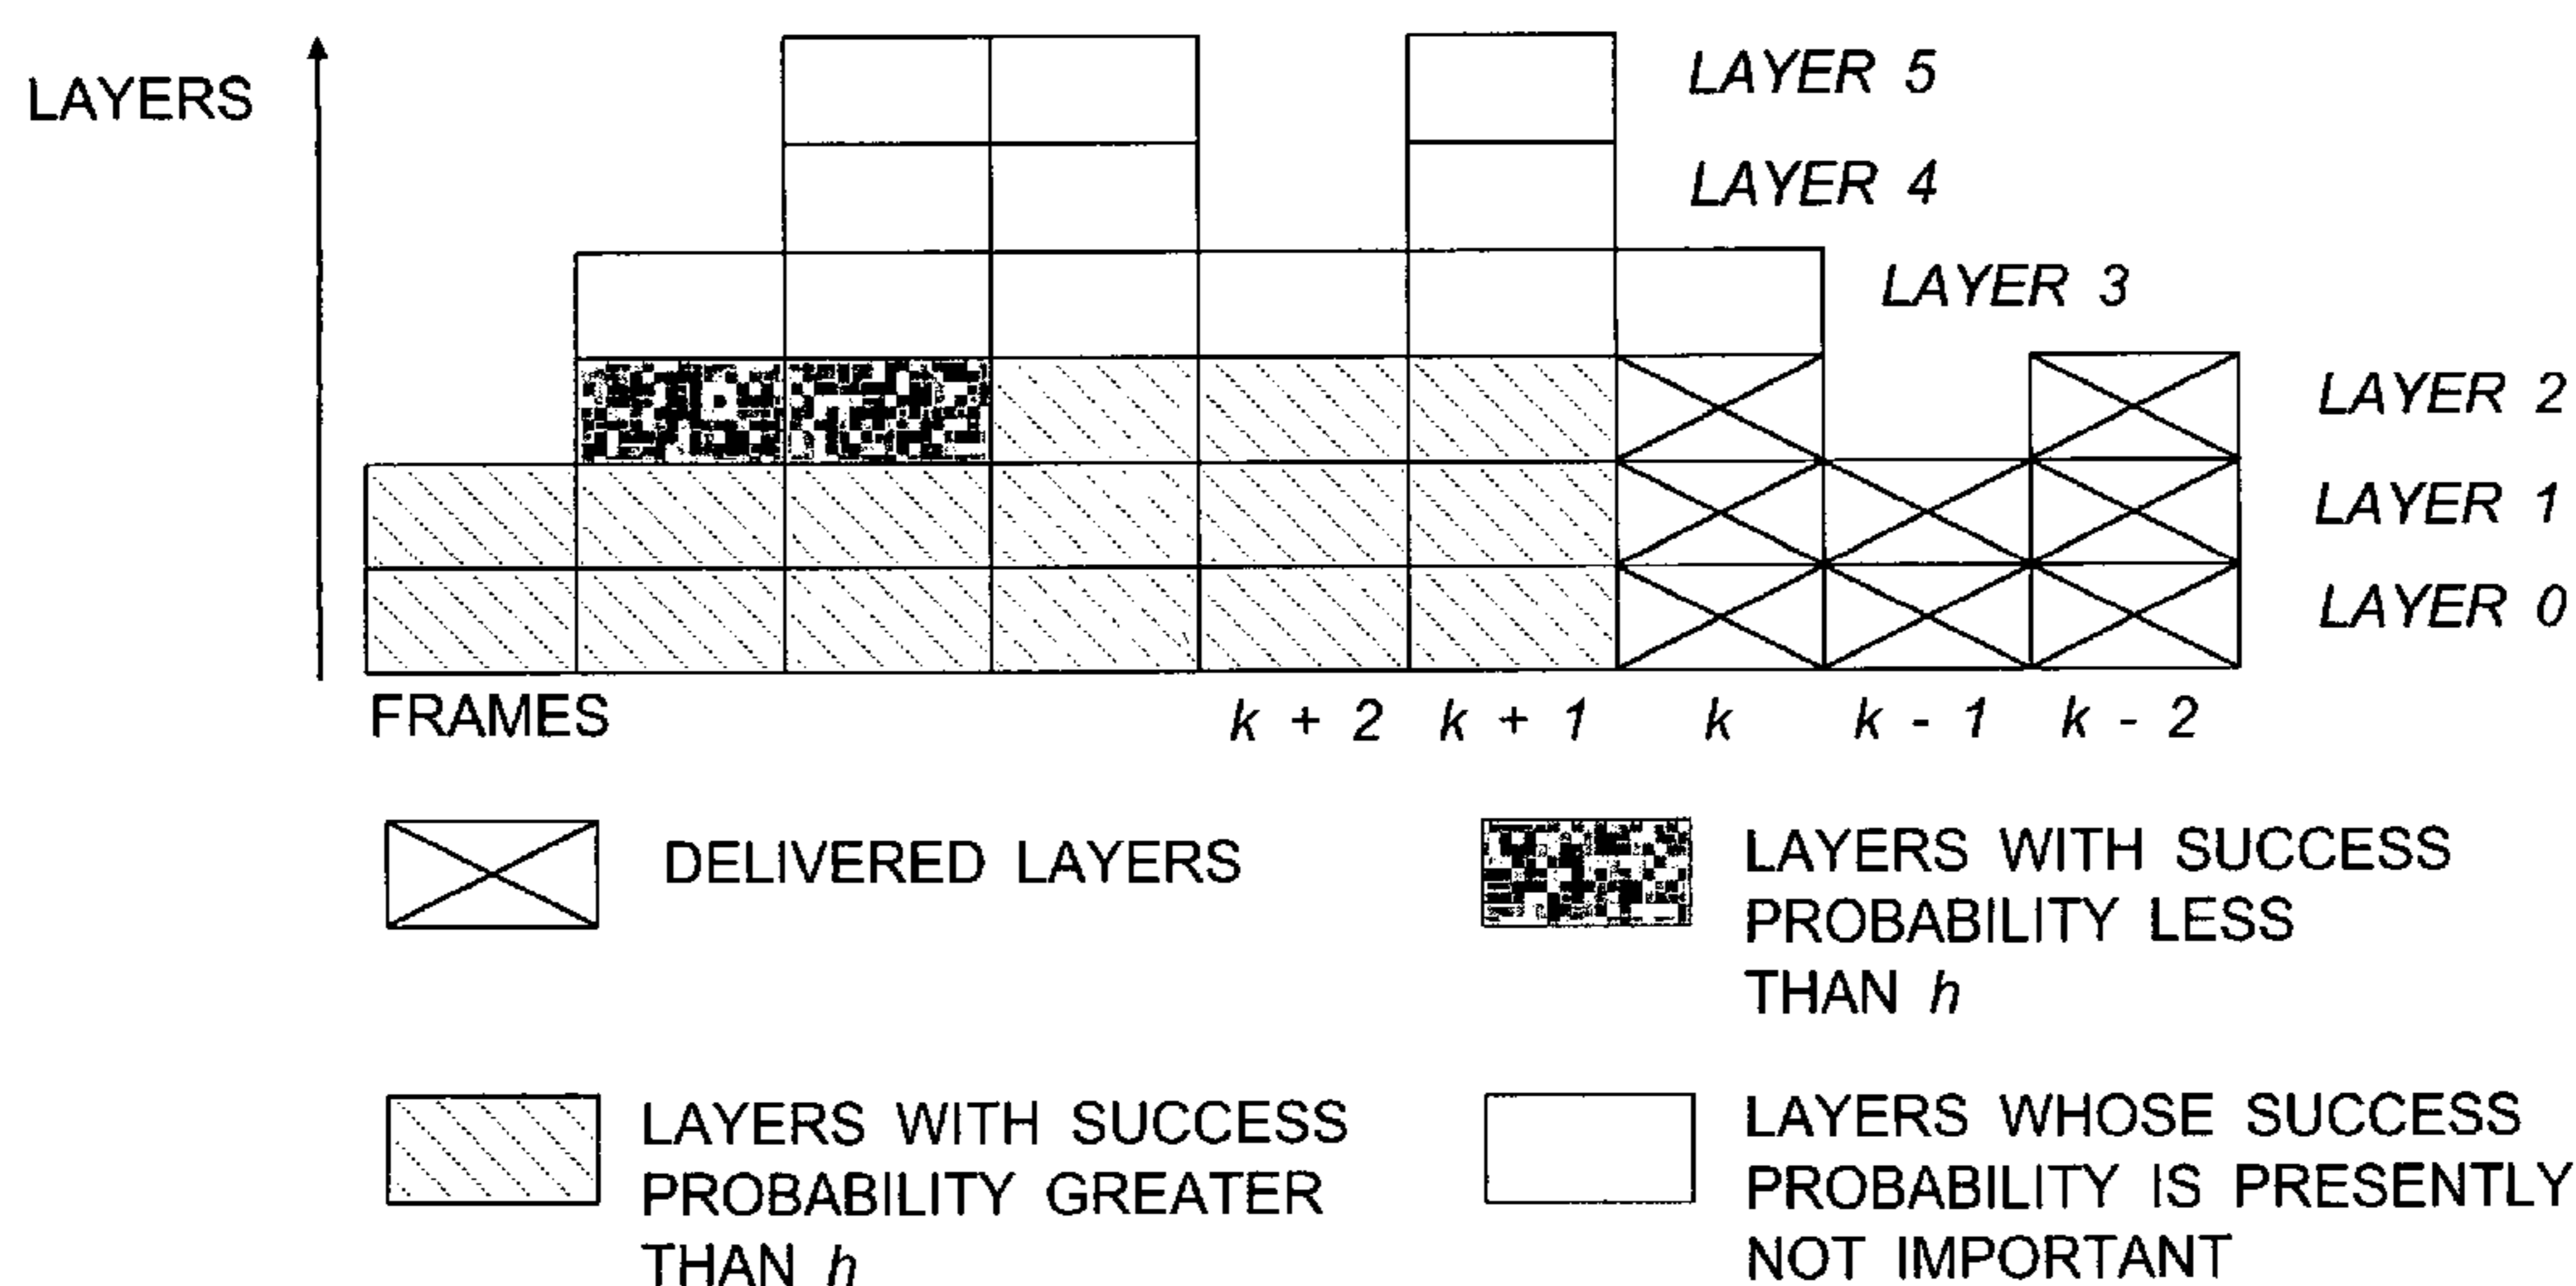 LAYERS
LAYER 5
LAYER 4
LAYER 3
LAYER 2
LAYER 1
LAYER 0
FRAMES
k + 2 k + 1 k k - 1 k - 2
DELIVERED LAYERS
LAYERS WITH SUCCESS
PROBABILITY LESS
THAN h
LAYERS WITH SUCCESS
PROBABILITY GREATER
THAN h
LAYERS WHOSE SUCCESS
PROBABILITY IS PRESENTLY
NOT IMPORTANT